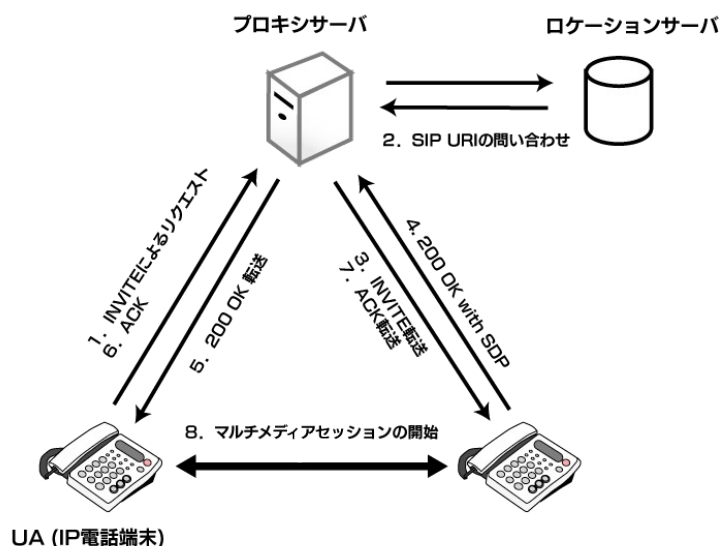 プロキシサーバ
ロケーションサーバ
2. SIP URIの問い合わせ
1. INVITEによるリクエスト
6. ACK
5. 200 OK 転送
3. INVITE転送
7. ACK転送
4. 200 OK with SDP
8. マルチメディアセッションの開始
UA (IP電話端末)